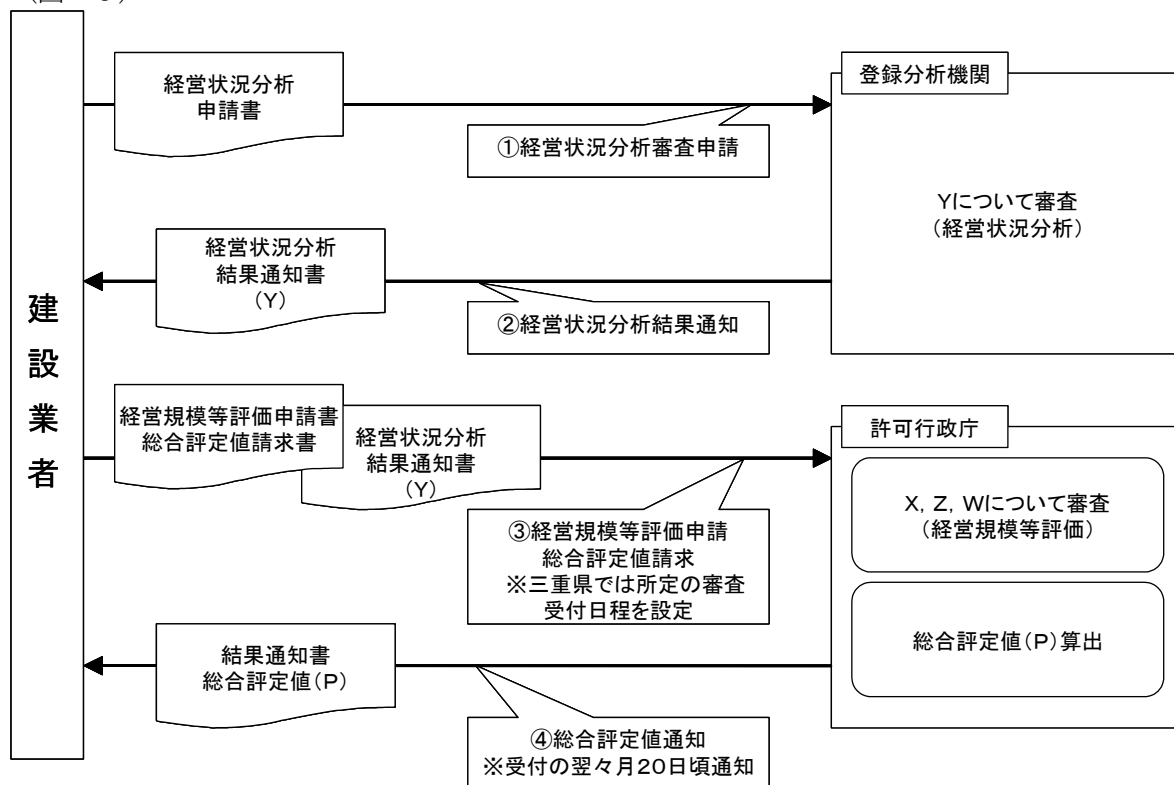 経営状況分析
申請書
登録分析機関
①経営状況分析審査申請
Yについて審査
(経営状況分析)
経営状況分析
結果通知書
(Y)
②経営状況分析結果通知
建設業者
経営規模等評価申請書
総合評定値請求書
経営状況分析
結果通知書
(Y)
許可行政庁
③経営規模等評価申請
総合評定値請求
※三重県では所定の審査
受付日程を設定
X, Z, Wについて審査
(経営規模等評価)
総合評定値(P)算出
結果通知書
総合評定値(P)
④総合評定値通知
※受付の翌々月20日頃通知